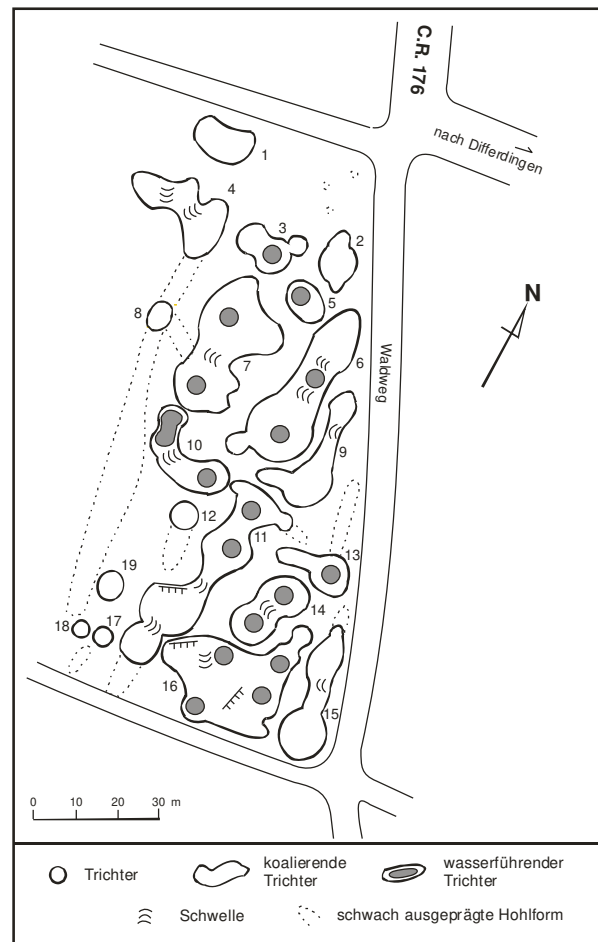 C.R. 176
nach Differdingen
1
4
3
2
N
5
8
7
6
Waldweg
10
9
12
11
13
19
14
18
17
16
15
0 10 20 30 m
Trichter
koalierende
Trichter
wasserführender
Trichter
Schwelle
schwach ausgeprägte Hohlform